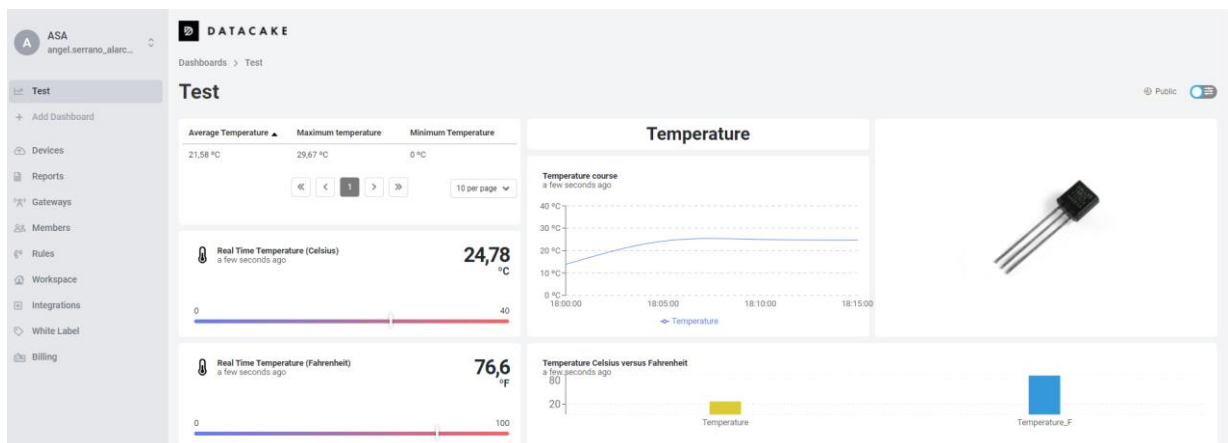 A
ASA
angel.serrano_alarc...
Test
+ Add Dashboard
Devices
Reports
Gateways
Members
Rules
Workspace
Integrations
White Label
Billing
DATACAKE
Dashboards > Test
Test
Public
Average Temperature Maximum temperature Minimum Temperature
21,58 ºC 29,67 ºC 0 ºC
« < 1 > » 10 per page
Real Time Temperature (Celsius)
a few seconds ago
24,78
ºC
0 40
Real Time Temperature (Fahrenheit)
a few seconds ago
76,6
ºF
0 100
Temperature
Temperature course
a few seconds ago
40 ºC
30 ºC
20 ºC
10 ºC
0 ºC
18:00:00 18:05:00 18:10:00 18:15:00
Temperature
Temperature Celsius versus Fahrenheit
a few seconds ago
80
20
Temperature Temperature_F